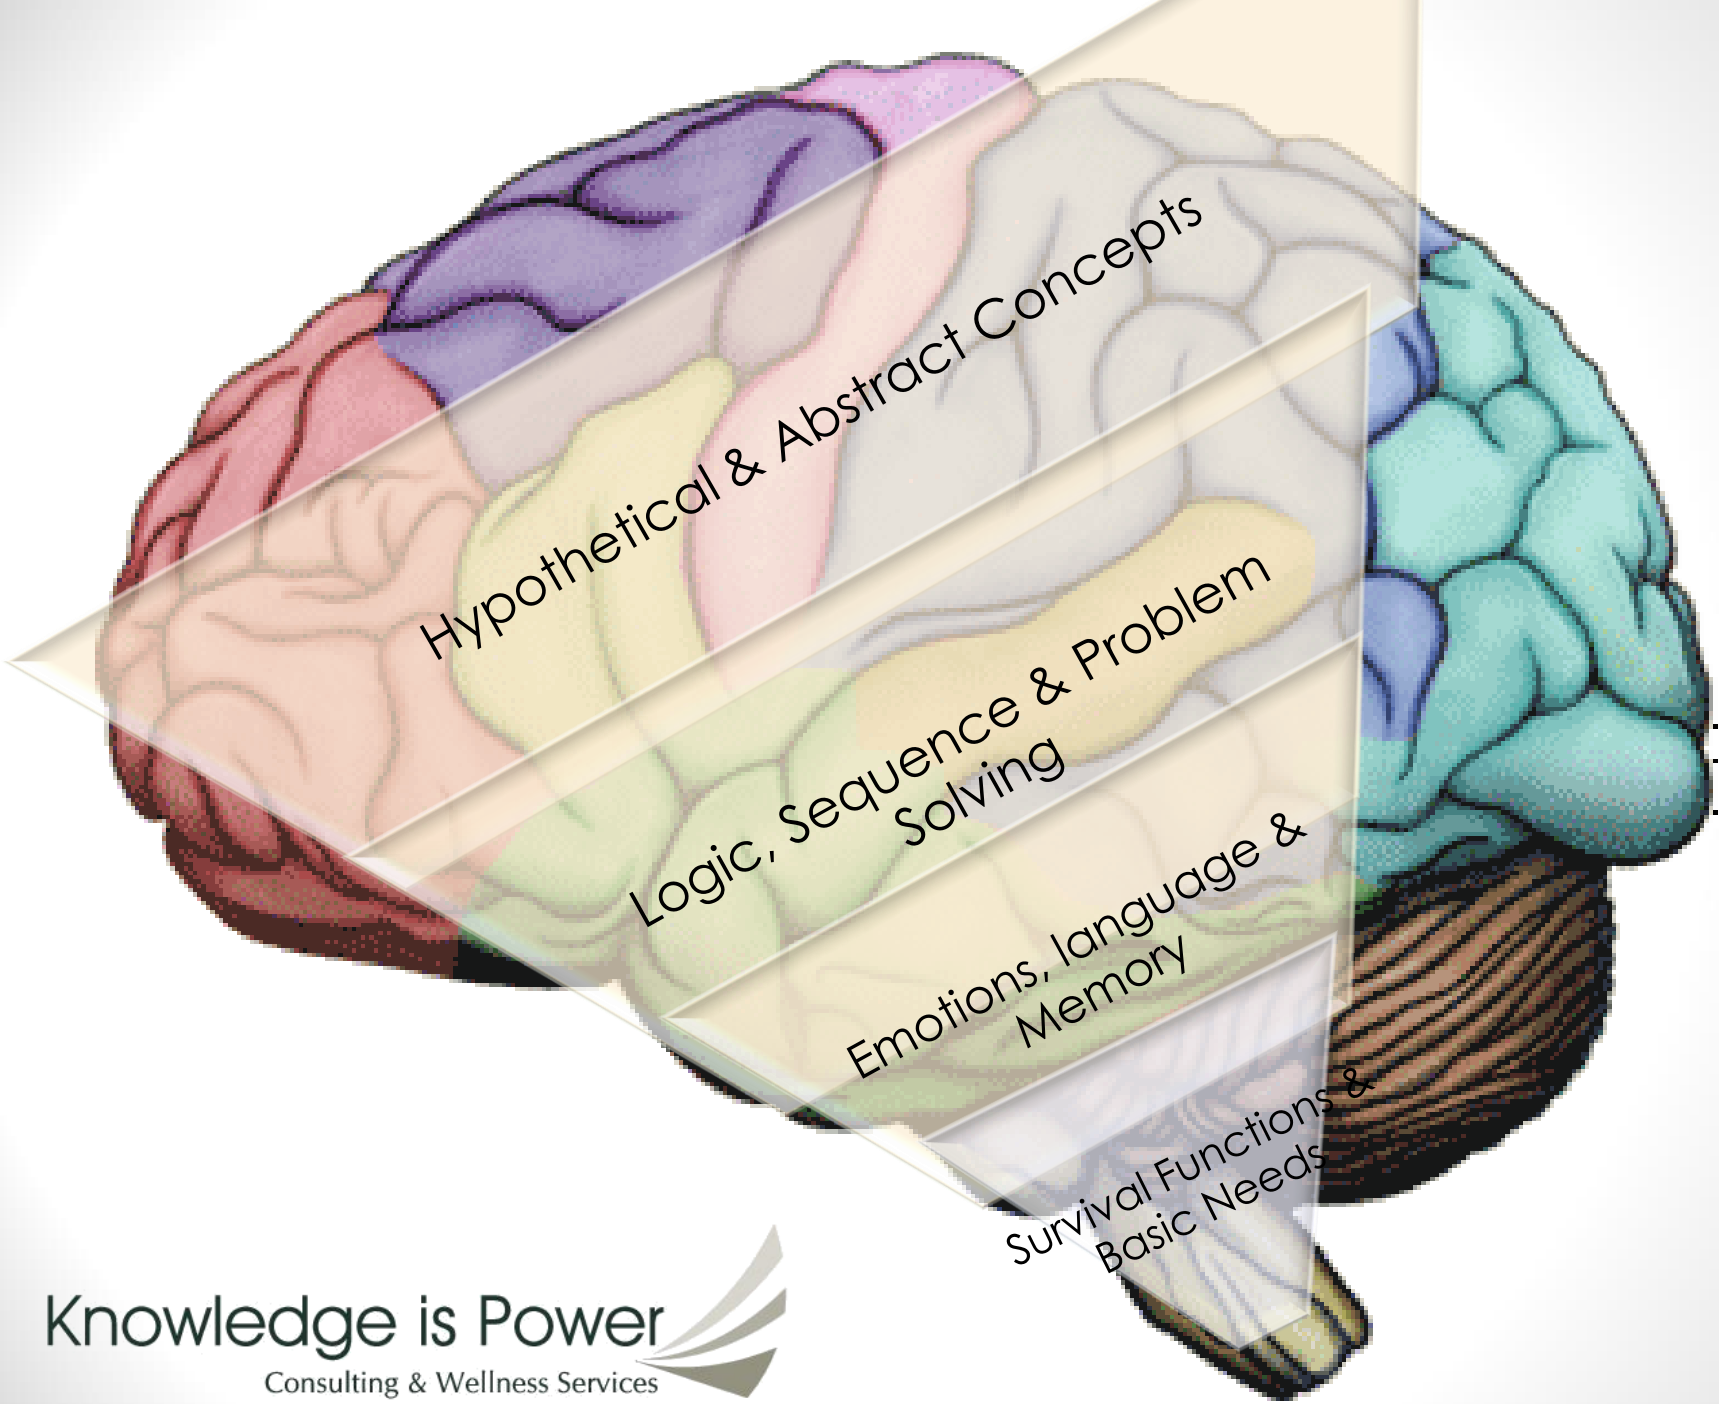 Hypothetical & Abstract Concepts
Logic, Sequence & Problem
Solving
Emotions, language &
Memory
Survival Functions &
Basic Needs
Knowledge is Power
Consulting & Wellness Services